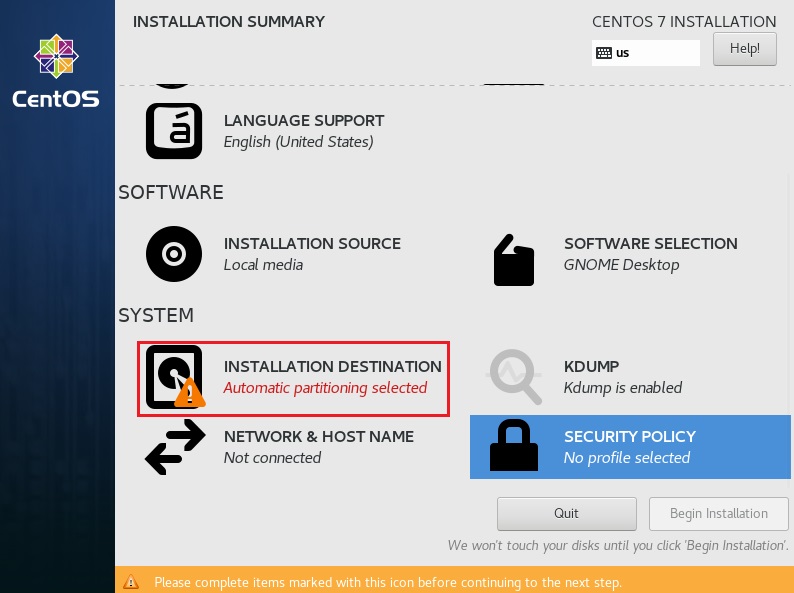 INSTALLATION SUMMARY
CENTOS 7 INSTALLATION
us
Help!
CentOS
á
LANGUAGE SUPPORT
English (United States)
SOFTWARE
INSTALLATION SOURCE
Local media
SOFTWARE SELECTION
GNOME Desktop
SYSTEM
INSTALLATION DESTINATION
Automatic partitioning selected
KDUMP
Kdump is enabled
NETWORK & HOST NAME
Not connected
SECURITY POLICY
No profile selected
Quit
Begin Installation
We won't touch your disks until you click 'Begin Installation'.
Please complete items marked with this icon before continuing to the next step.